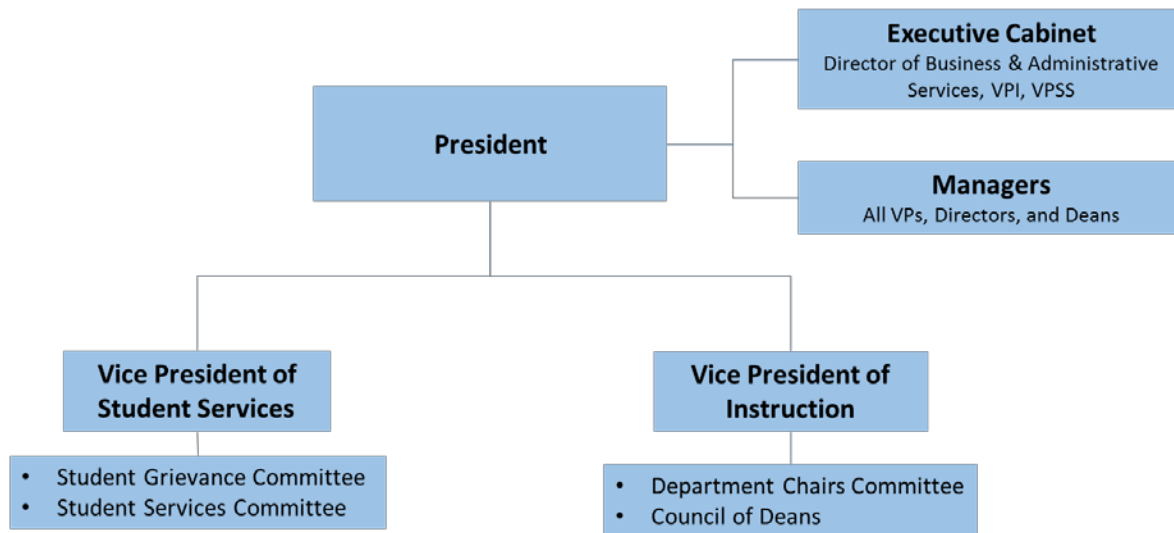 Executive Cabinet
Director of Business & Administrative
Services, VPI, VPSS
President
Managers
All VPs, Directors, and Deans
Vice President of
Student Services
Vice President of
Instruction
• Student Grievance Committee
• Student Services Committee
• Department Chairs Committee
• Council of Deans